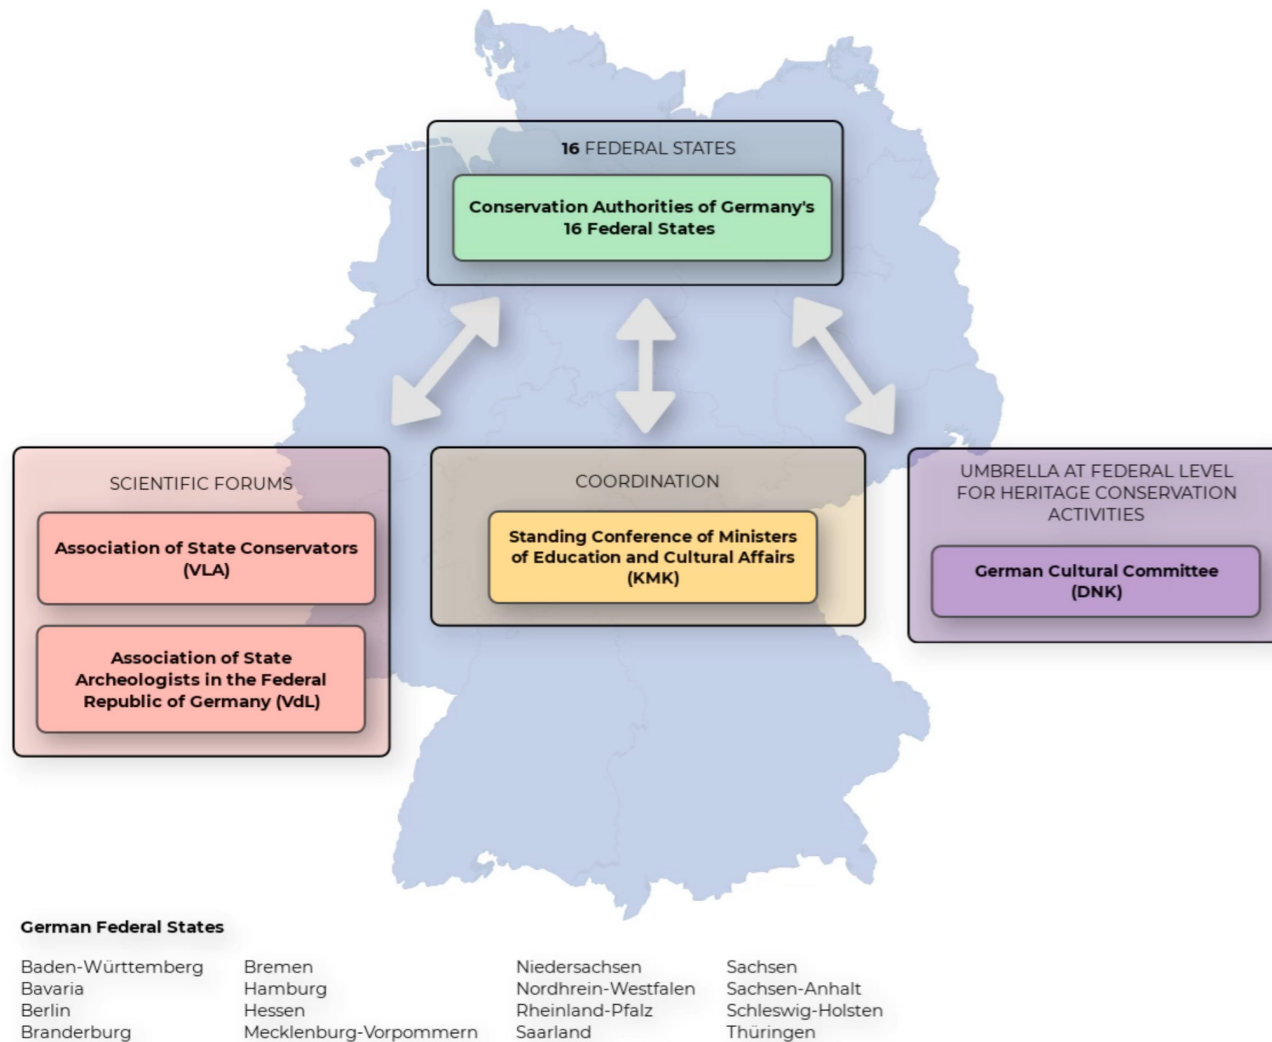 16 FEDERAL STATES
Conservation Authorities of Germany's
16 Federal States
SCIENTIFIC FORUMS
Association of State Conservators
(VLA)
Association of State
Archeologists in the Federal
Republic of Germany (VdL)
COORDINATION
Standing Conference of Ministers
of Education and Cultural Affairs
(KMK)
UMBRELLA AT FEDERAL LEVEL
FOR HERITAGE CONSERVATION
ACTIVITIES
German Cultural Committee
(DNK)
German Federal States
Baden-Württemberg
Bavaria
Berlin
Branderburg
Bremen
Hamburg
Hessen
Mecklenburg-Vorpommern
Niedersachsen
Nordhrein-Westfalen
Rheinland-Pfalz
Saarland
Sachsen
Sachsen-Anhalt
Schleswig-Holsten
Thüringen